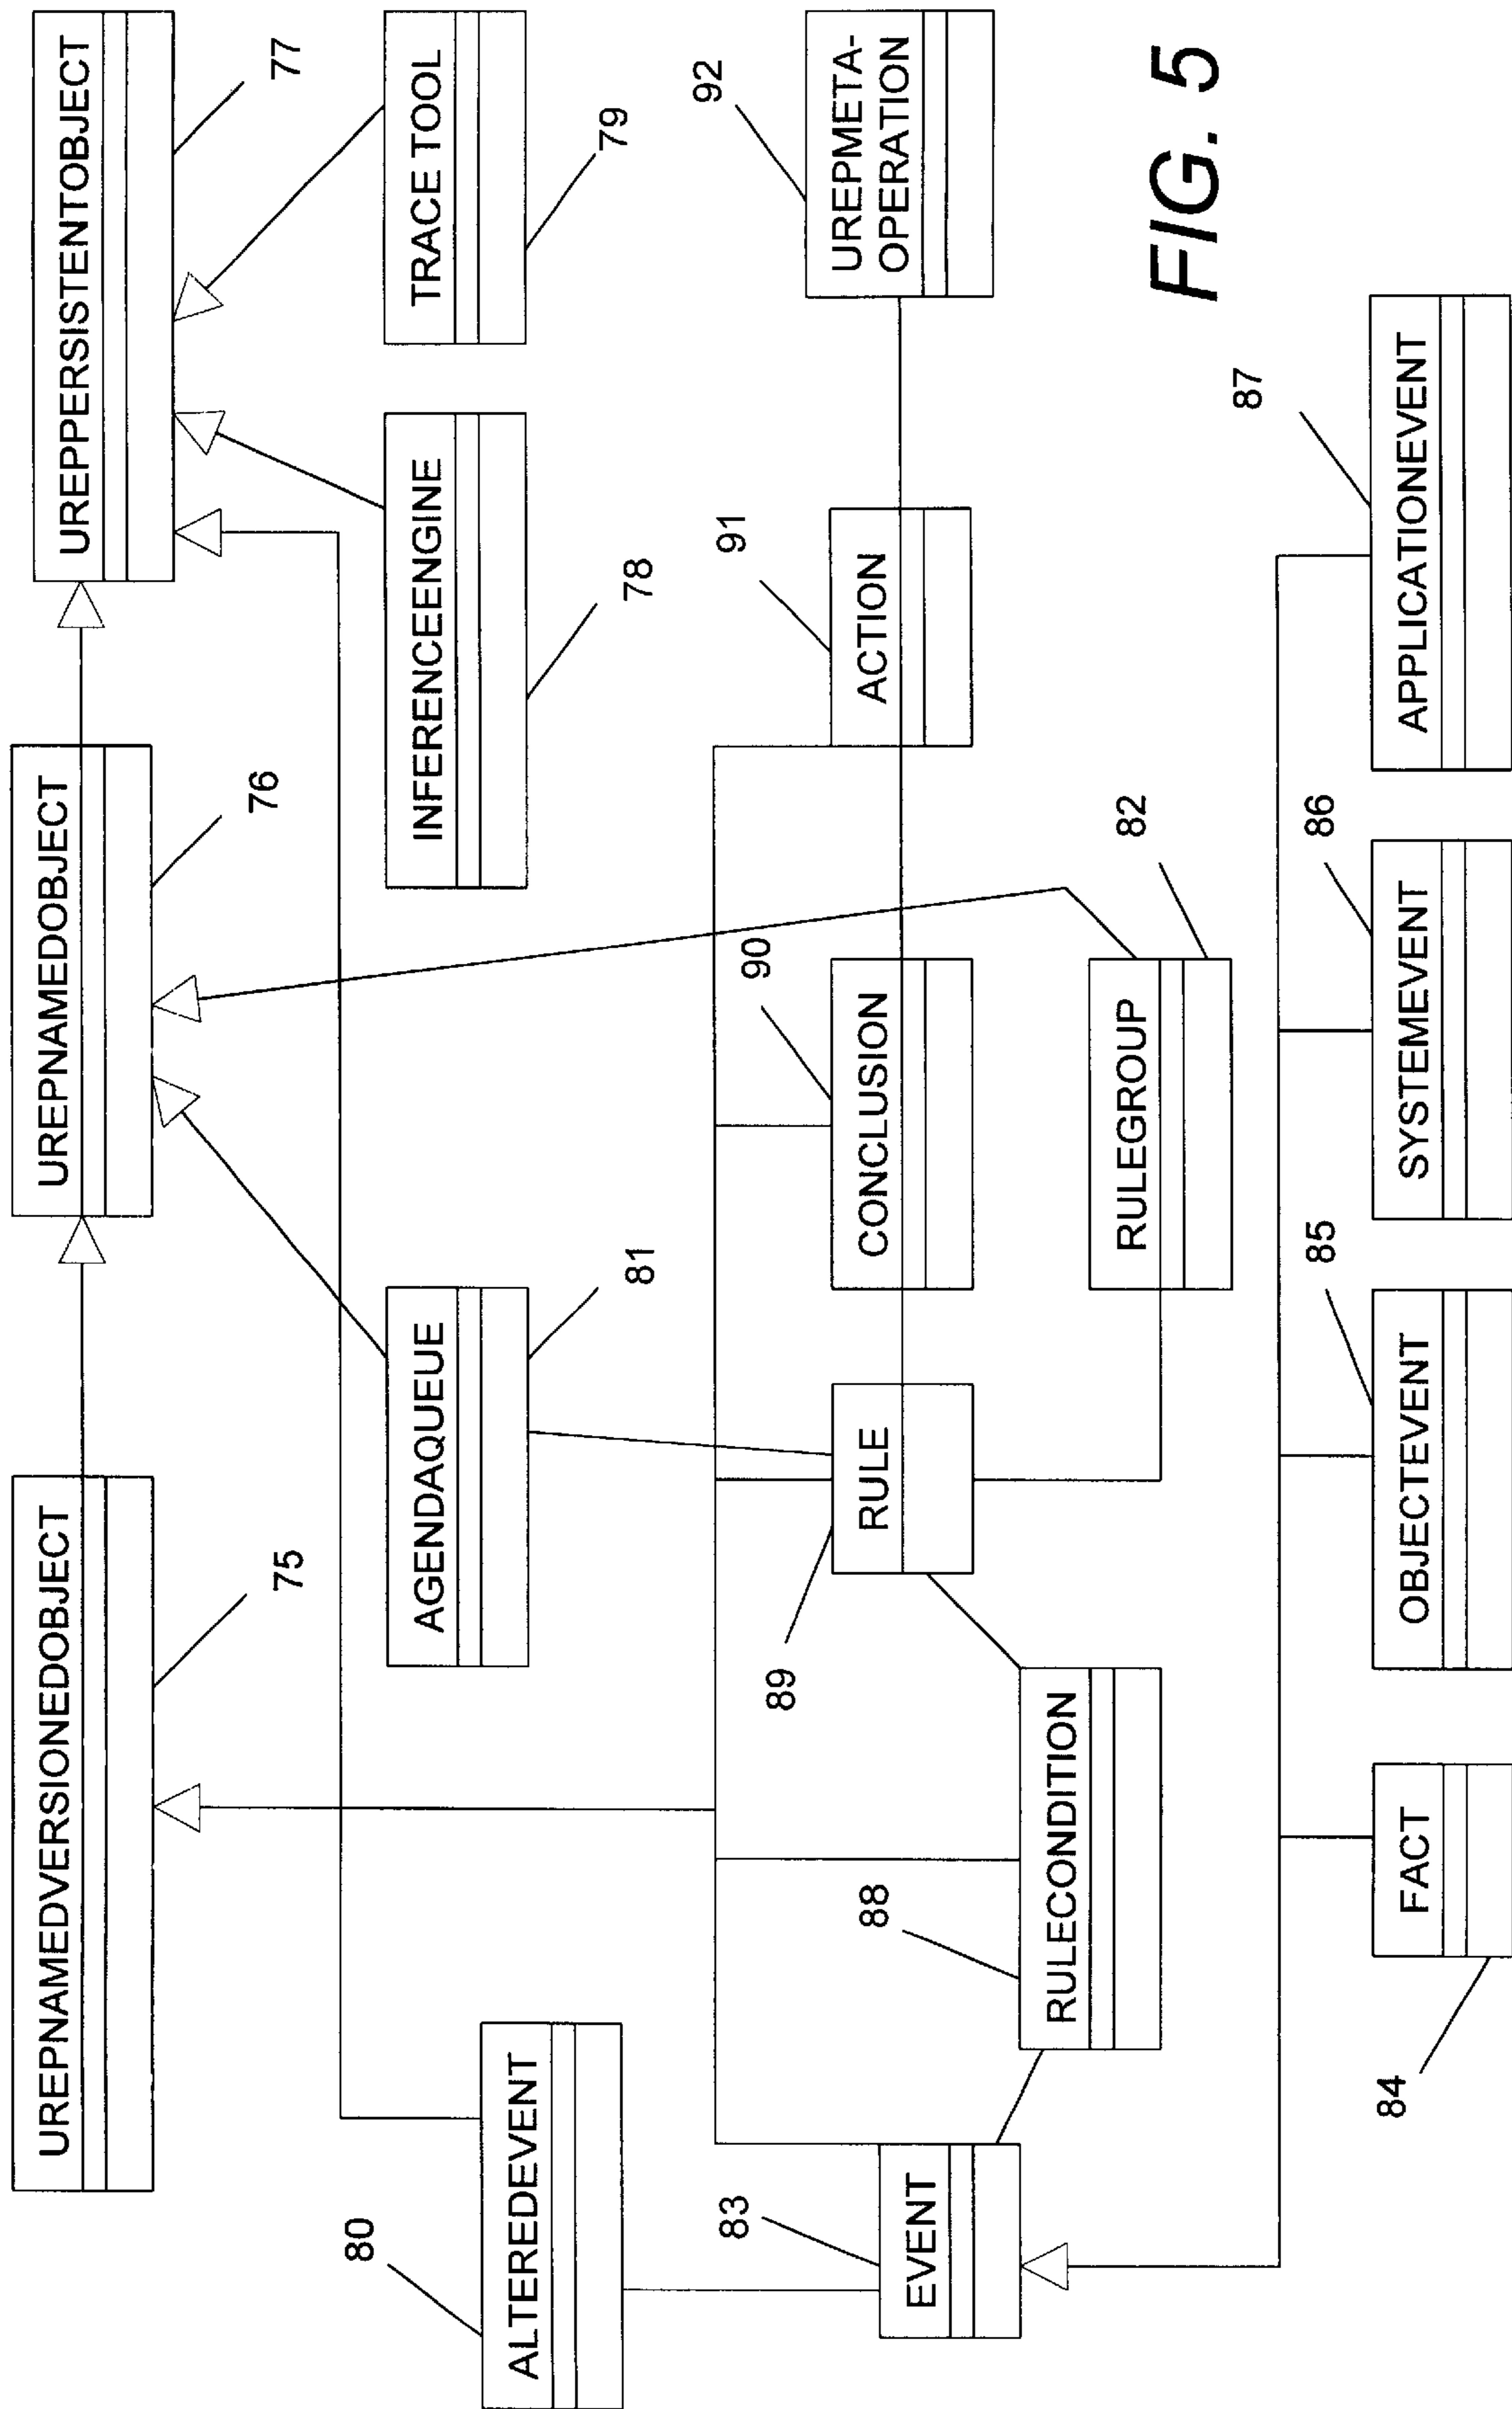 UREPNAMEDVERSIONEDOBJECT
75
UREPNAMEDOBJECT
76
UREPPERSISTENTOBJECT
77
AGENDAQUEUE
81
INFERENCEENGINE
78
TRACE TOOL
79
ALTEREDEVENT
80
EVENT
83
RULECONDITION
88
RULE
89
CONCLUSION
90
ACTION
91
UREPMETA-
OPERATION
92
RULEGROUP
82
FACT
84
OBJECTEVENT
85
SYSTEMEVENT
86
APPLICATIONEVENT
87
FIG. 5